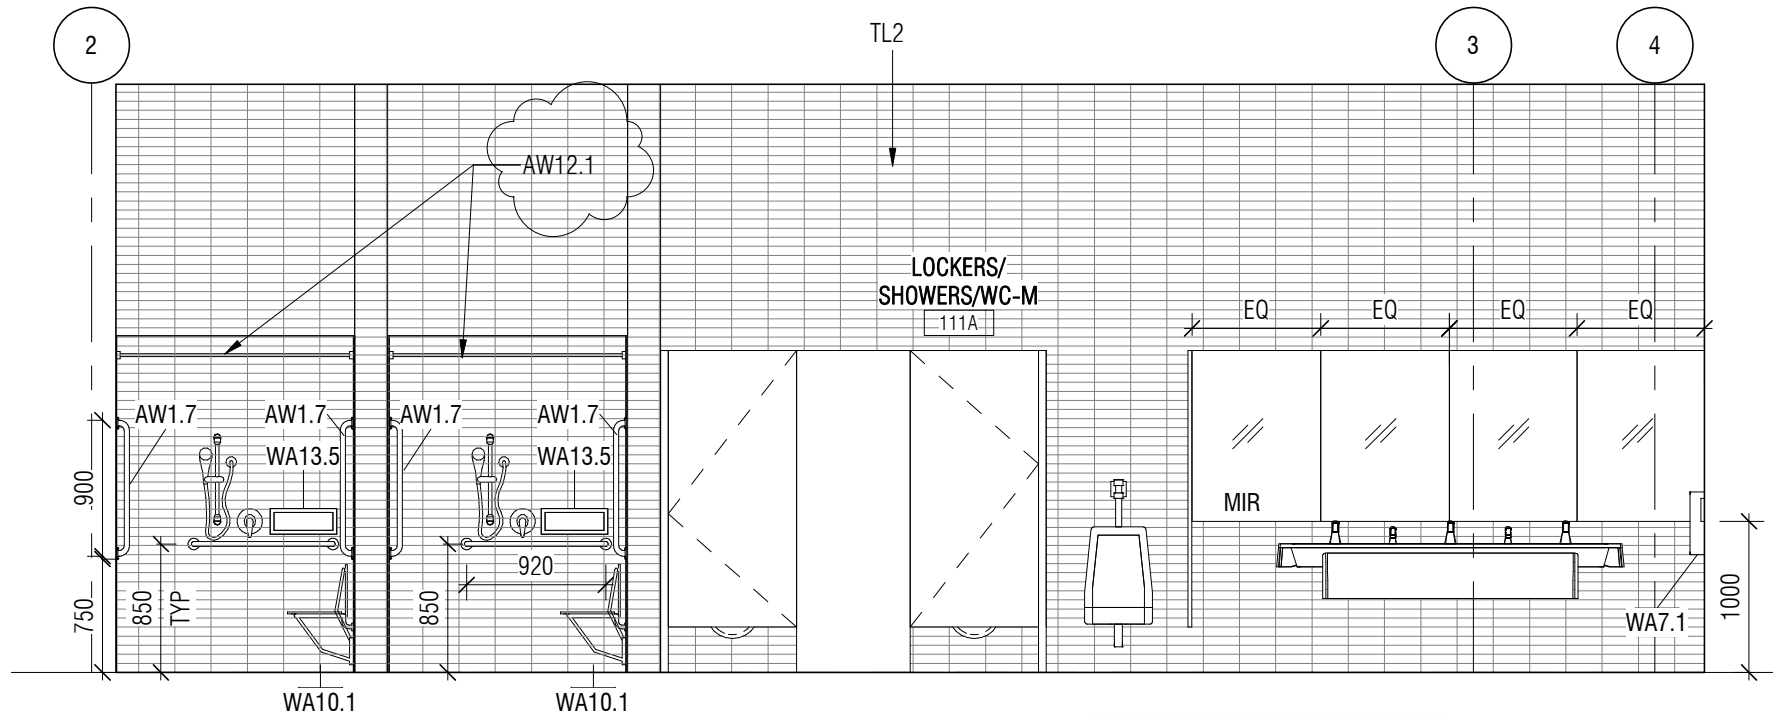 2
TL2
3
4
AW12.1
LOCKERS/
SHOWERS/WC-M
111A
EQ
EQ
EQ
EQ
AW1.7
AW1.7
AW1.7
AW1.7
WA13.5
WA13.5
900
MIR
920
750
850
TYP
850
1000
WA7.1
WA10.1
WA10.1